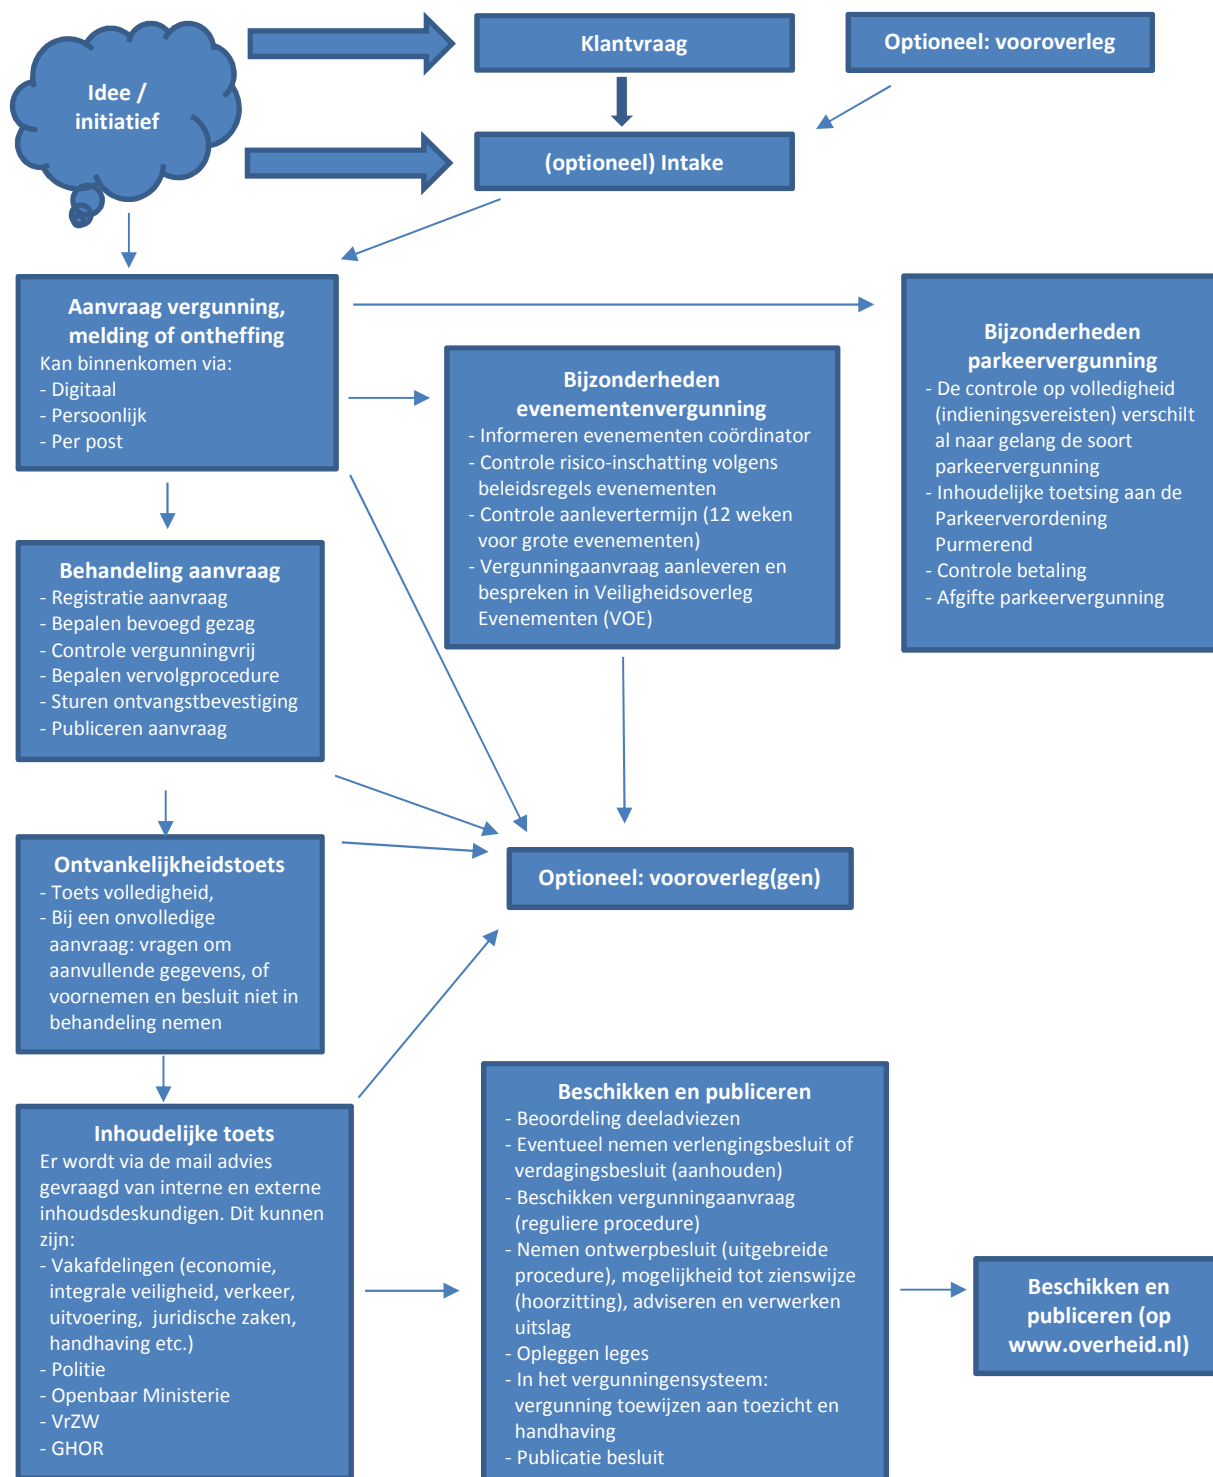 Idee /
initiatief
Klantvraag
Optioneel: vooroverleg
(optioneel) Intake
Aanvraag vergunning,
melding of ontheffing
Kan binnenkomen via:
- Digitaal
- Persoonlijk
- Per post
Bijzonderheden
evenementenvergunning
- Informeren evenementen coördinator
- Controle risico-inschatting volgens
beleidsregels evenementen
- Controle aanlevertermijn (12 weken
voor grote evenementen)
- Vergunningaanvraag aanleveren en
bespreken in Veiligheidsoverleg
Evenementen (VOE)
Bijzonderheden
parkeervergunning
- De controle op volledigheid
(indieningsvereisten) verschilt
al naar gelang de soort
parkeervergunning
- Inhoudelijke toetsing aan de
Parkeerverordening
Purmerend
- Controle betaling
- Afgifte parkeervergunning
Behandeling aanvraag
- Registratie aanvraag
- Bepalen bevoegd gezag
- Controle vergunningvrij
- Bepalen vervolgprocedure
- Sturen ontvangstbevestiging
- Publiceren aanvraag
Ontvankelijkheidstoets
- Toets volledigheid,
- Bij een onvolledige
aanvraag: vragen om
aanvullende gegevens, of
voornemen en besluit niet in
behandeling nemen
Optioneel: vooroverleg(gen)
Inhoudelijke toets
Er wordt via de mail advies
gevraagd van interne en externe
inhoudsdeskundigen. Dit kunnen
zijn:
- Vakafdelingen (economie,
integrale veiligheid, verkeer,
uitvoering, juridische zaken,
handhaving etc.)
- Politie
- Openbaar Ministerie
- VrZW
- GHOR
Beschikken en publiceren
- Beoordeling deeladviezen
- Eventueel nemen verlengingsbesluit of
verdagingsbesluit (aanhouden)
- Beschikken vergunningaanvraag
(reguliere procedure)
- Nemen ontwerpbesluit (uitgebreide
procedure), mogelijkheid tot zienswijze
(hoorzitting), adviseren en verwerken
uitslag
- Opleggen leges
- In het vergunningensysteem:
vergunning toewijzen aan toezicht en
handhaving
- Publicatie besluit
Beschikken en
publiceren (op
www.overheid.nl)